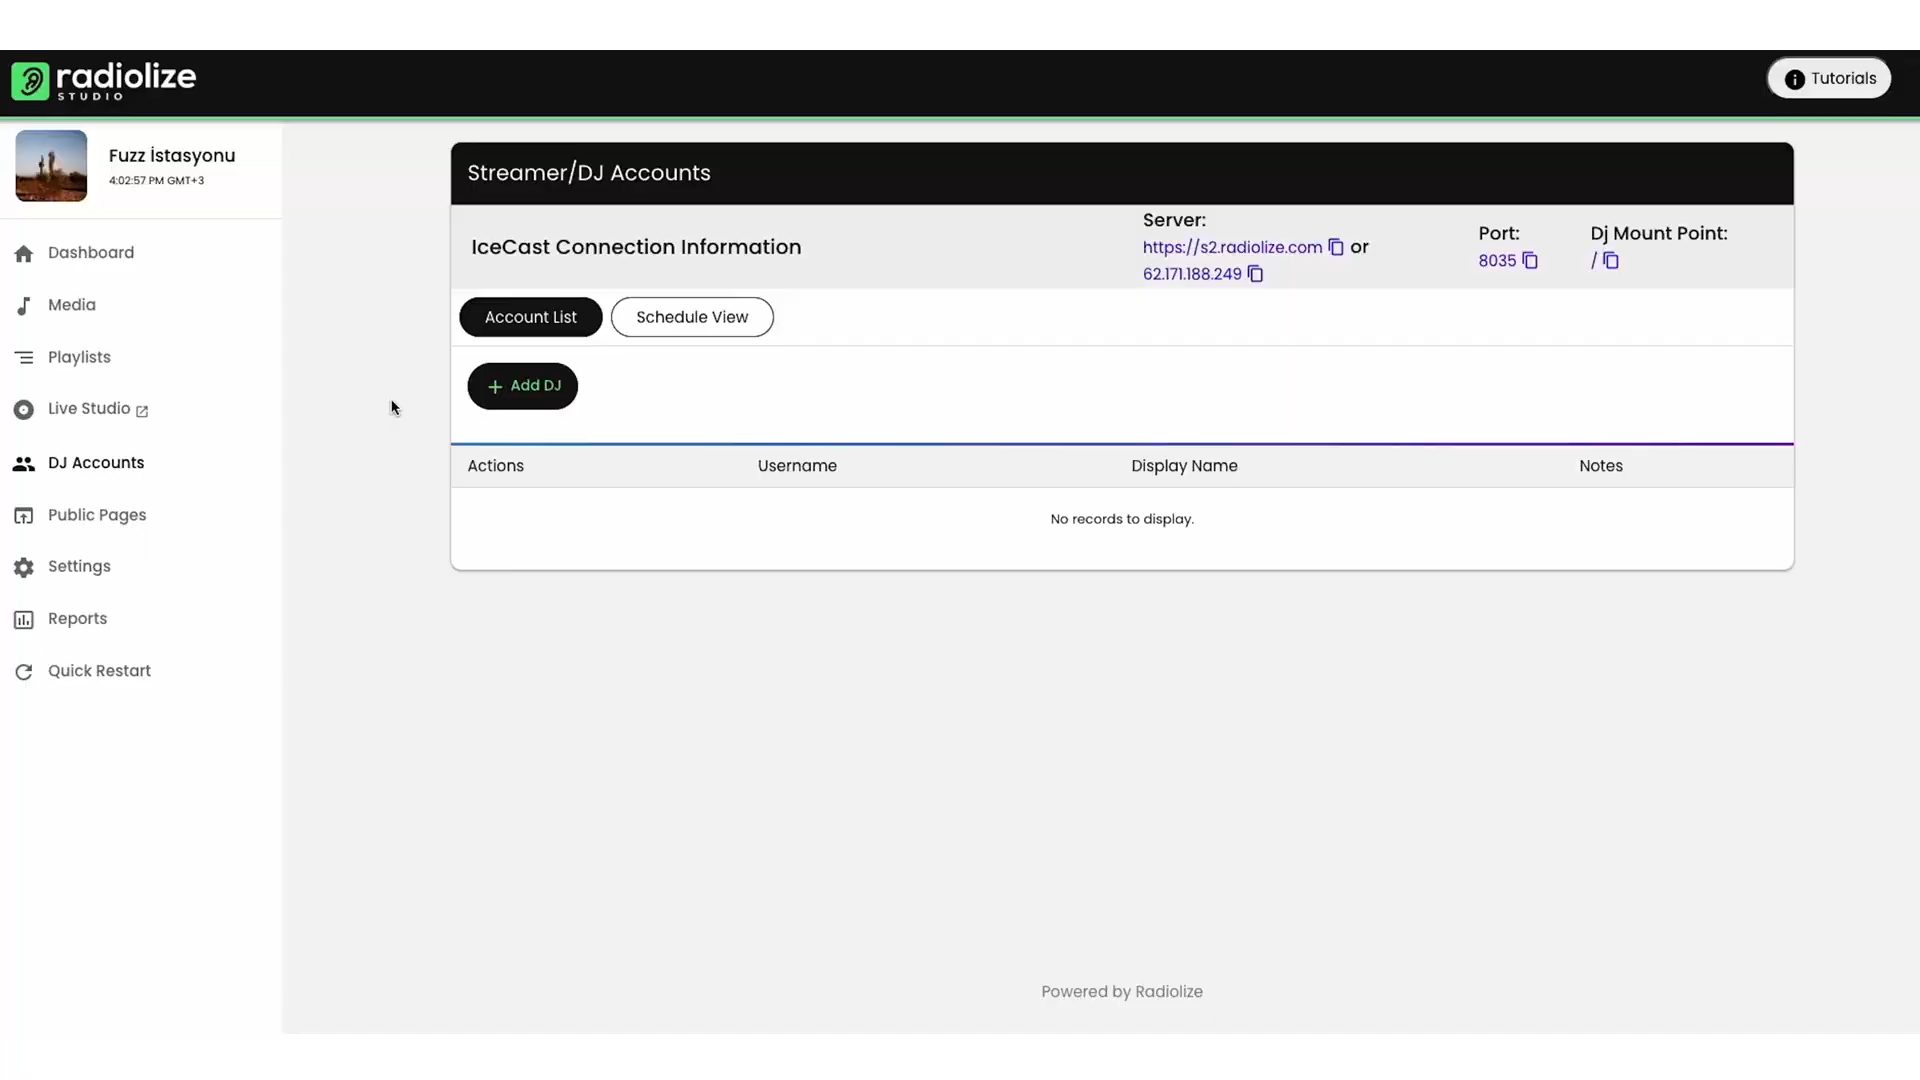 radiolize
STUDIO
Tutorials
Fuzz İstasyonu
4:02:57 PM GMT+3
Dashboard
Media
Playlists
Live Studio
DJ Accounts
Public Pages
Settings
Reports
Quick Restart
Streamer/DJ Accounts
IceCast Connection Information
Server:
https://s2.radiolize.com or
62.171.188.249
Port:
8035
Dj Mount Point:
/
Account List
Schedule View
+ Add DJ
Actions Username Display Name Notes
No records to display.
Powered by Radiolize